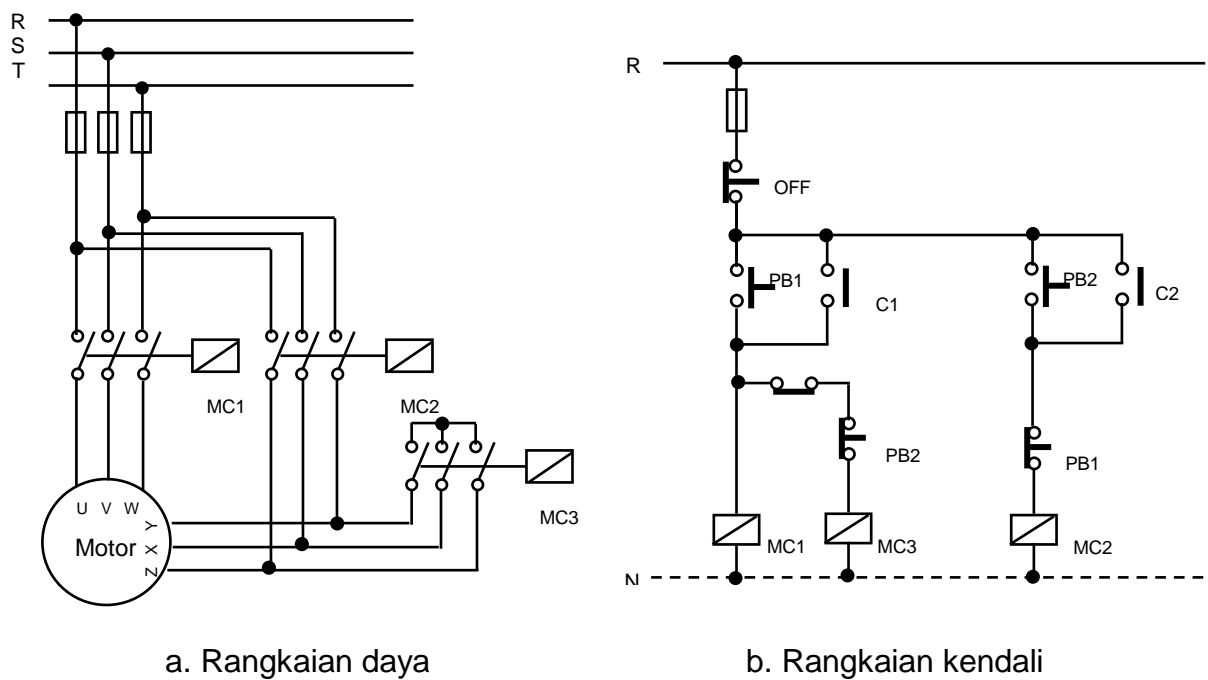 R
S
T
MC1
MC2
MC3
U V W
Y
X
Z
Motor
a. Rangkaian daya
R
OFF
PB1
C1
PB2
C2
PB2
PB1
MC1
MC3
MC2
N
b. Rangkaian kendali